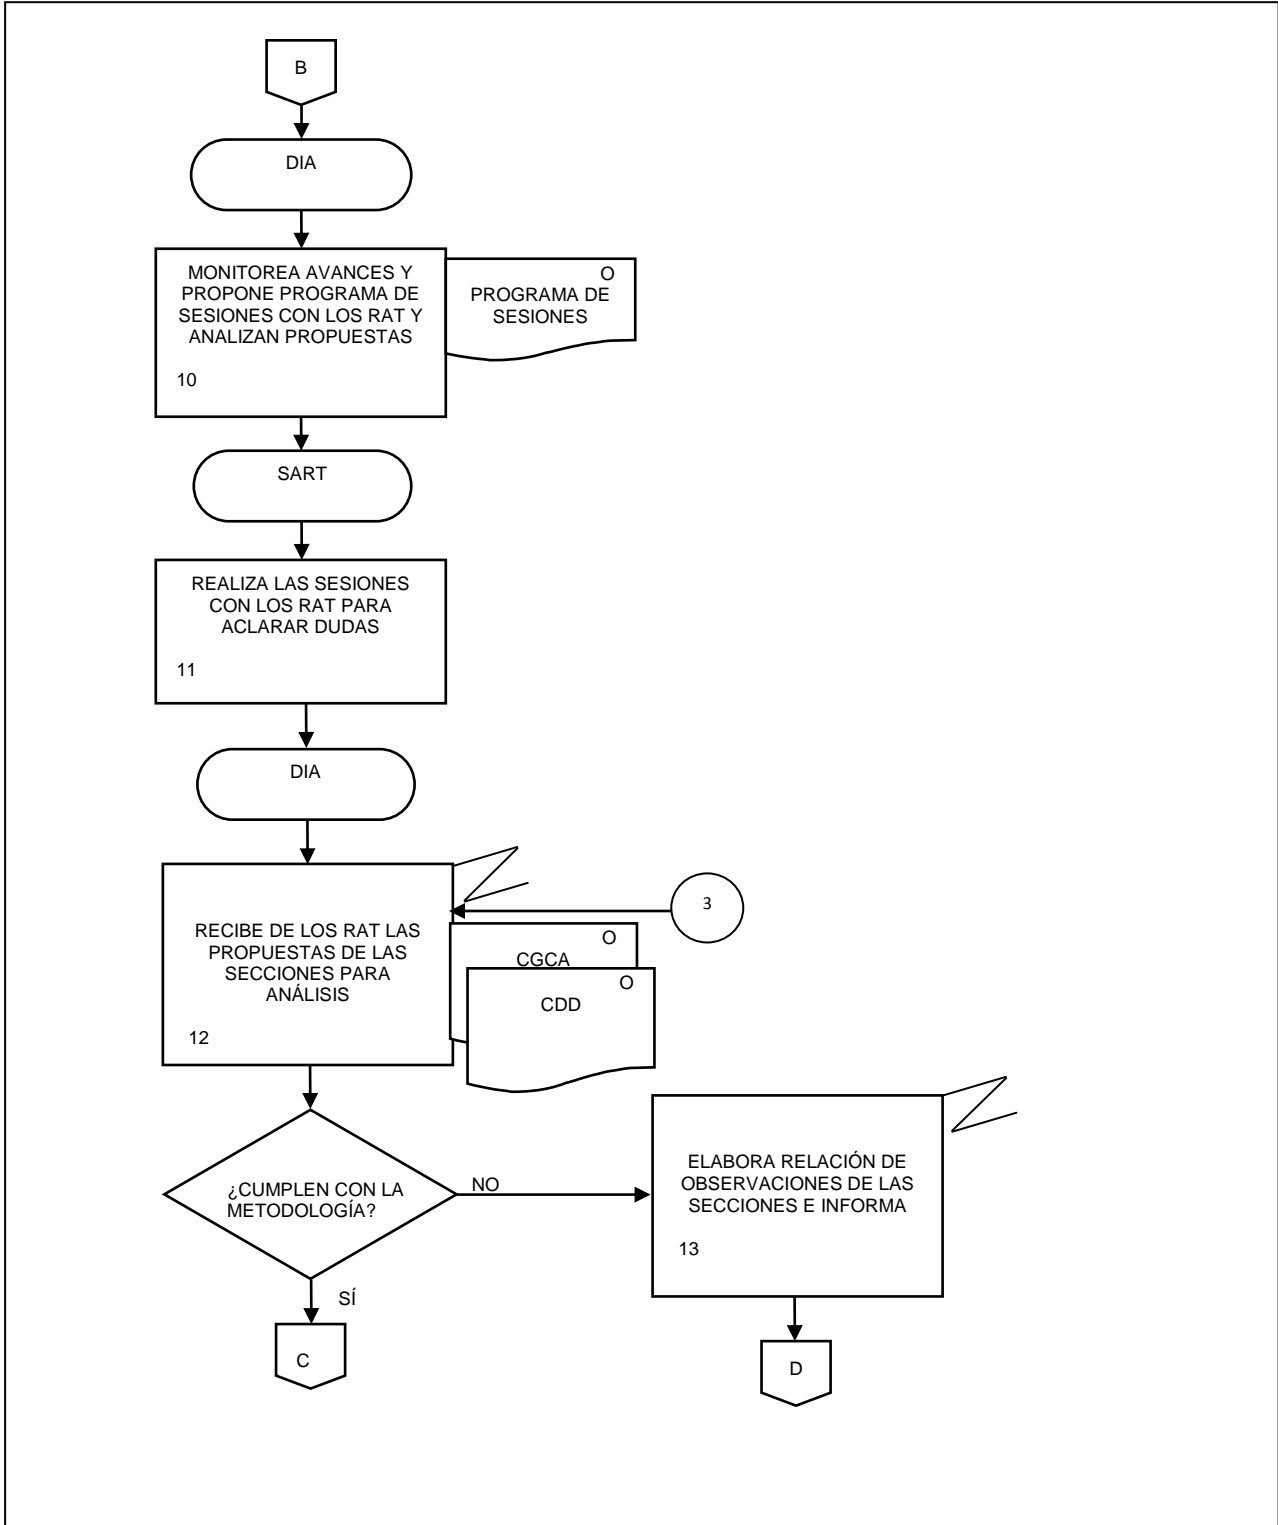 B
DIA
MONITOREA AVANCES Y
PROPONE PROGRAMA DE
SESIONES CON LOS RAT Y
ANALIZAN PROPUESTAS
10
O
PROGRAMA DE
SESIONES
SART
REALIZA LAS SESIONES
CON LOS RAT PARA
ACLARAR DUDAS
11
DIA
RECIBE DE LOS RAT LAS
PROPUESTAS DE LAS
SECCIONES PARA
ANÁLISIS
12
3
O
CGCA
O
CDD
¿CUMPLEN CON LA
METODOLOGÍA?
NO
ELABORA RELACIÓN DE
OBSERVACIONES DE LAS
SECCIONES E INFORMA
13
SÍ
C
D